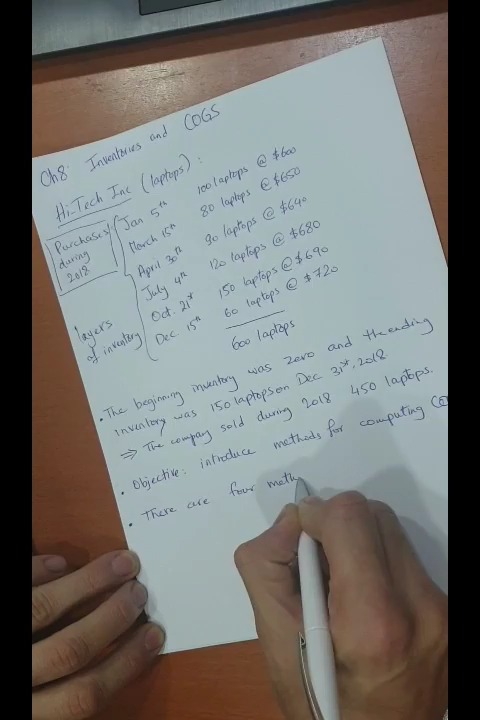 Ch8: Inventories and COGS
Hi-Tech Inc (laptops):
Purchases during 2018
layers of inventory
Jan 5th 100 laptops @ $600
March 15th 80 laptops @ $650
April 30th 90 laptops @ $640
July 4th 120 laptops @ $680
Oct. 21st 150 laptops @ $690
Dec. 15th 60 laptops @ $720
600 laptops
• The beginning inventory was zero and the ending
inventory was 150 laptops on Dec 31st, 2018.
⇒ The company sold during 2018 450 laptops.
• Objective: introduce methods for computing CO
• There are four meth